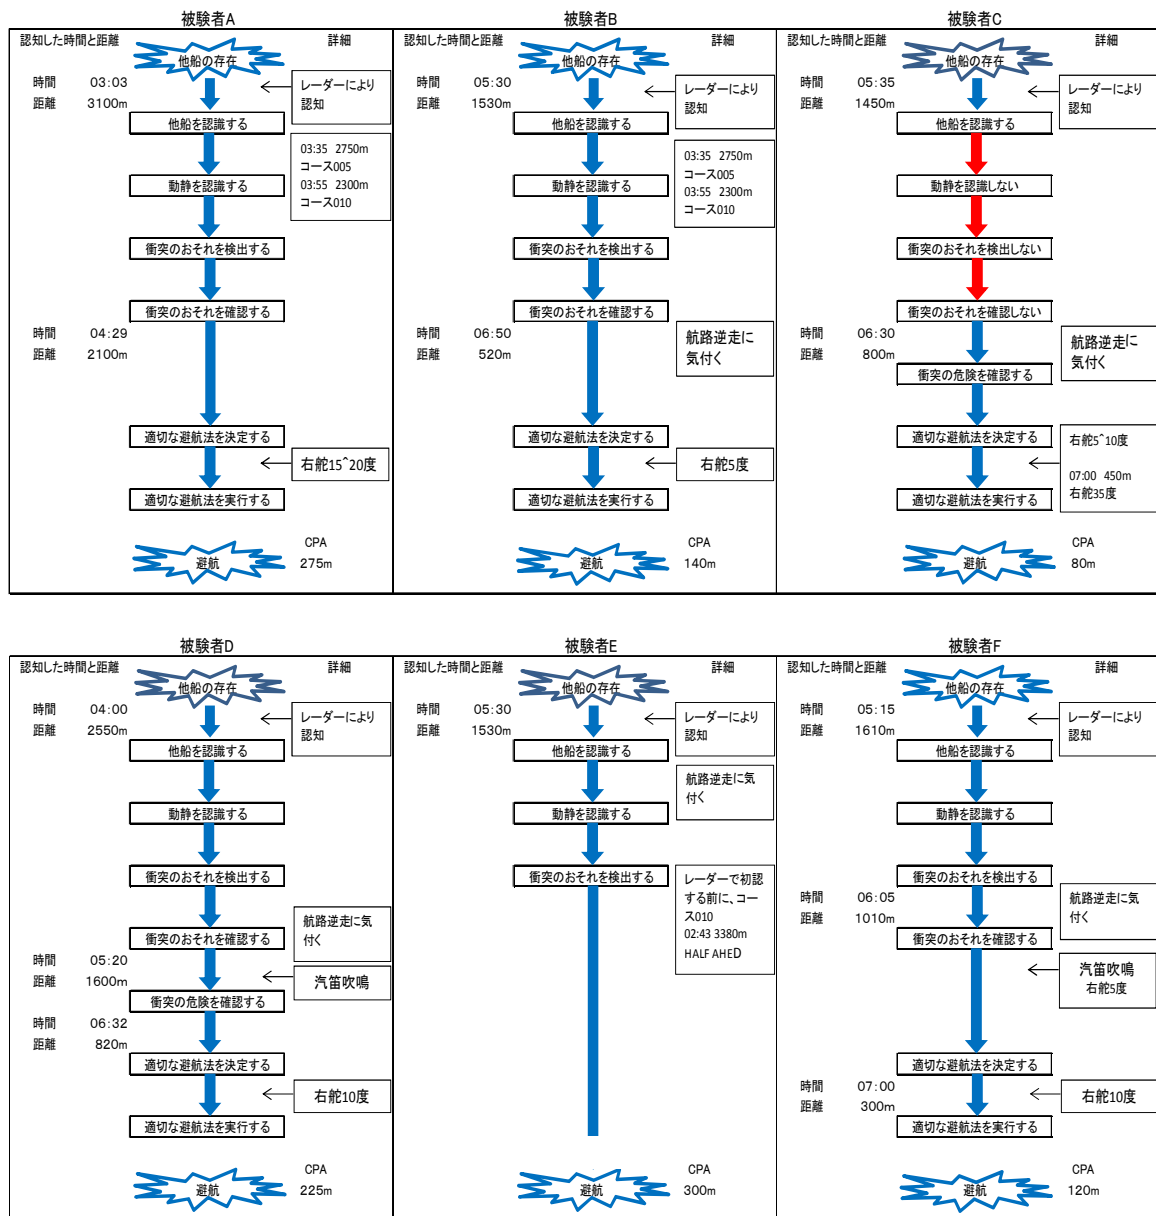 被験者A
認知した時間と距離
他船の存在
詳細
時間 03:03
距離 3100m
レーダーにより
認知
他船を認識する
03:35 2750m
コース005
03:55 2300m
コース010
動静を認識する
衝突のおそれを検出する
衝突のおそれを確認する
時間 04:29
距離 2100m
適切な避航法を決定する
右舵15^20度
適切な避航法を実行する
避航
CPA
275m
被験者B
認知した時間と距離
他船の存在
詳細
時間 05:30
距離 1530m
レーダーにより
認知
他船を認識する
03:35 2750m
コース005
03:55 2300m
コース010
動静を認識する
衝突のおそれを検出する
衝突のおそれを確認する
時間 06:50
距離 520m
航路逆走に
気付く
適切な避航法を決定する
右舵5度
適切な避航法を実行する
避航
CPA
140m
被験者C
認知した時間と距離
他船の存在
詳細
時間 05:35
距離 1450m
レーダーにより
認知
他船を認識する
動静を認識しない
衝突のおそれを検出しない
衝突のおそれを確認しない
時間 06:30
距離 800m
航路逆走に
気付く
衝突の危険を確認する
適切な避航法を決定する
右舵5^10度
07:00 450m
右舵35度
適切な避航法を実行する
避航
CPA
80m
被験者D
認知した時間と距離
他船の存在
詳細
時間 04:00
距離 2550m
レーダーにより
認知
他船を認識する
動静を認識する
衝突のおそれを検出する
航路逆走に気
付く
衝突のおそれを確認する
時間 05:20
距離 1600m
汽笛吹鳴
衝突の危険を確認する
時間 06:32
距離 820m
適切な避航法を決定する
右舵10度
適切な避航法を実行する
避航
CPA
225m
被験者E
認知した時間と距離
他船の存在
詳細
時間 05:30
距離 1530m
レーダーにより
認知
他船を認識する
航路逆走に気
付く
動静を認識する
衝突のおそれを検出する
レーダーで初認
する前に、コー
ス010
02:43 3380m
HALF AHED
避航
CPA
300m
被験者F
認知した時間と距離
他船の存在
詳細
時間 05:15
距離 1610m
レーダーにより
認知
他船を認識する
動静を認識する
衝突のおそれを検出する
時間 06:05
距離 1010m
航路逆走に気
付く
衝突のおそれを確認する
汽笛吹鳴
右舵5度
適切な避航法を決定する
時間 07:00
距離 300m
右舵10度
適切な避航法を実行する
避航
CPA
120m